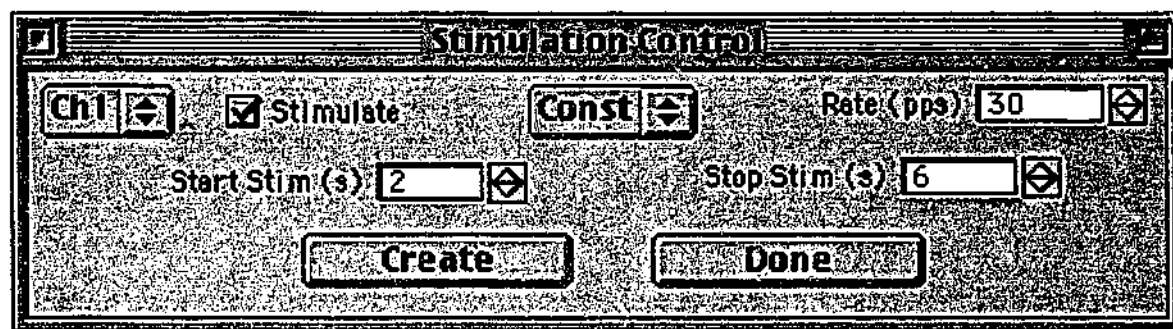 Stimulation Control
Ch1 Stimulate Const Rate (pps) 30
Start Stim (s) 2 Stop Stim (s) 6
Create Done